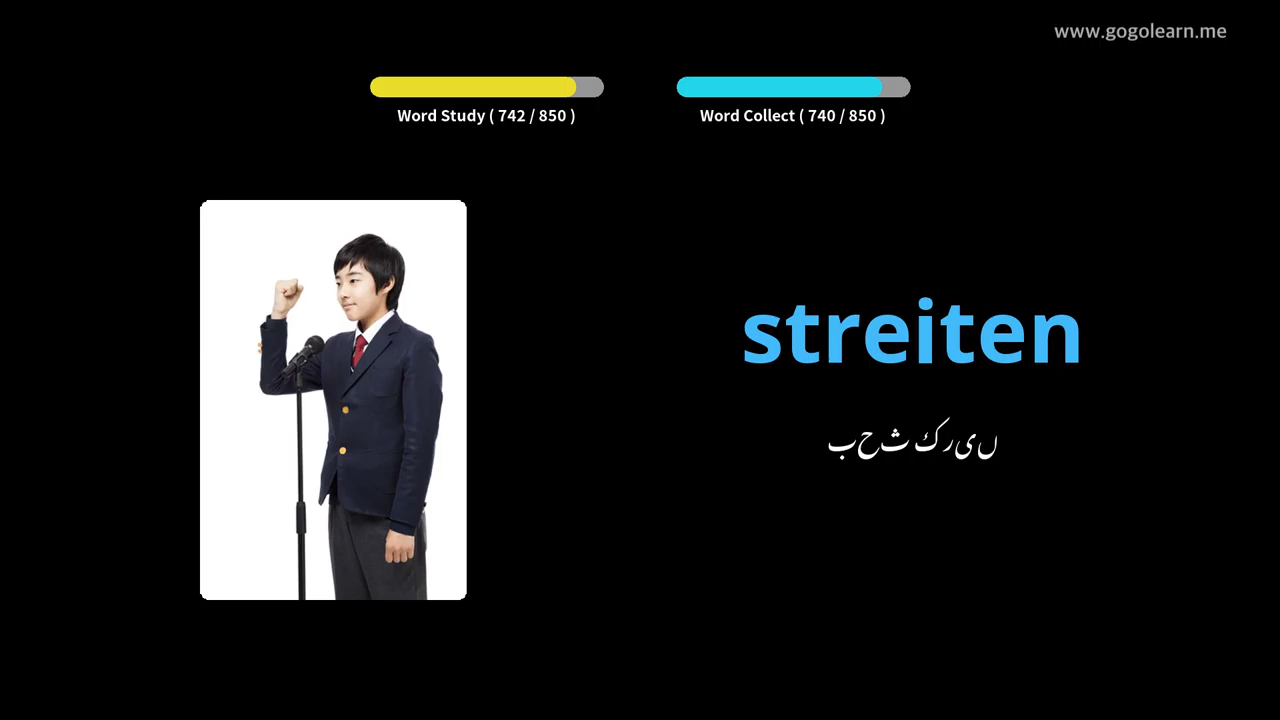 www.gogolearn.me
Word Study ( 742 / 850 )
Word Collect ( 740 / 850 )
streiten
بحث کریں